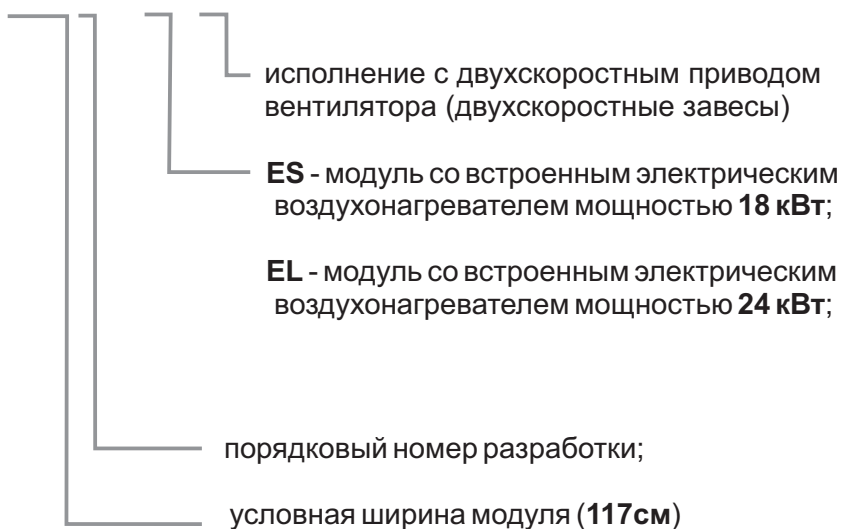 исполнение с двухскоростным приводом
вентилятора (двухскоростные завесы)
ES - модуль со встроенным электрическим
воздухонагревателем мощностью 18 кВт;
EL - модуль со встроенным электрическим
воздухонагревателем мощностью 24 кВт;
порядковый номер разработки;
условная ширина модуля (117см)